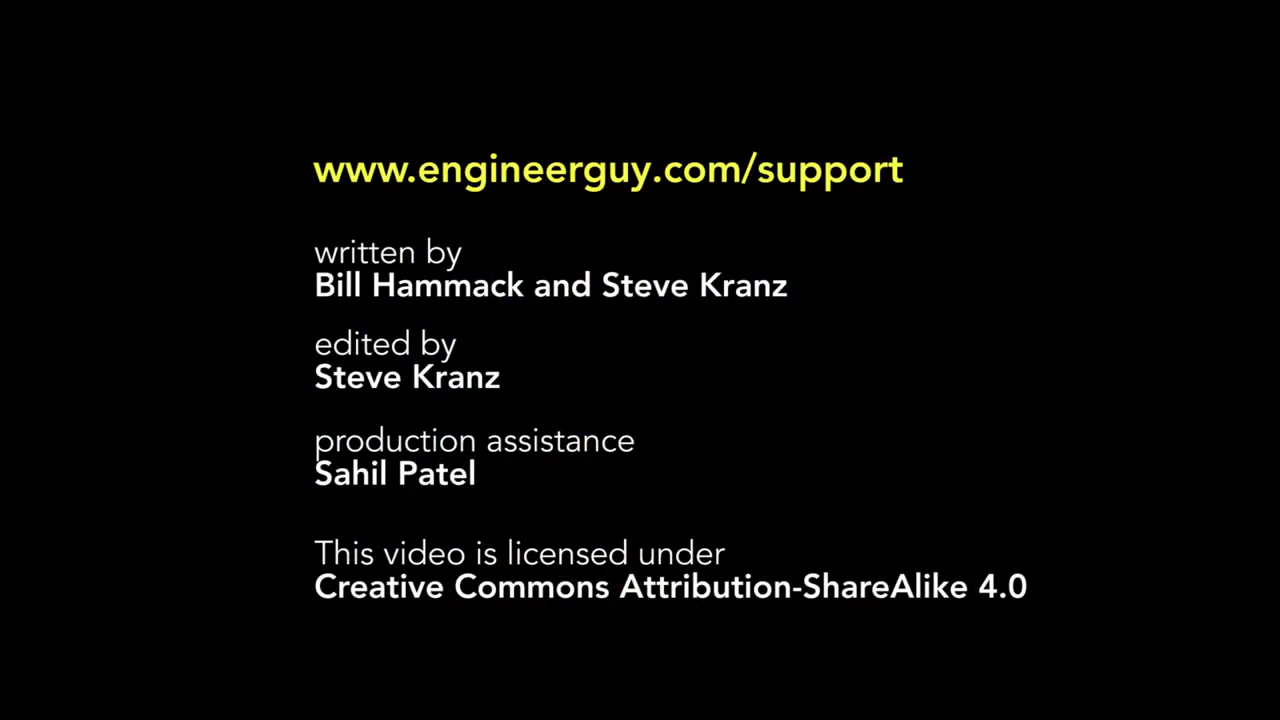 www.engineerguy.com/support
written by
Bill Hammack and Steve Kranz
edited by
Steve Kranz
production assistance
Sahil Patel
This video is licensed under
Creative Commons Attribution-ShareAlike 4.0